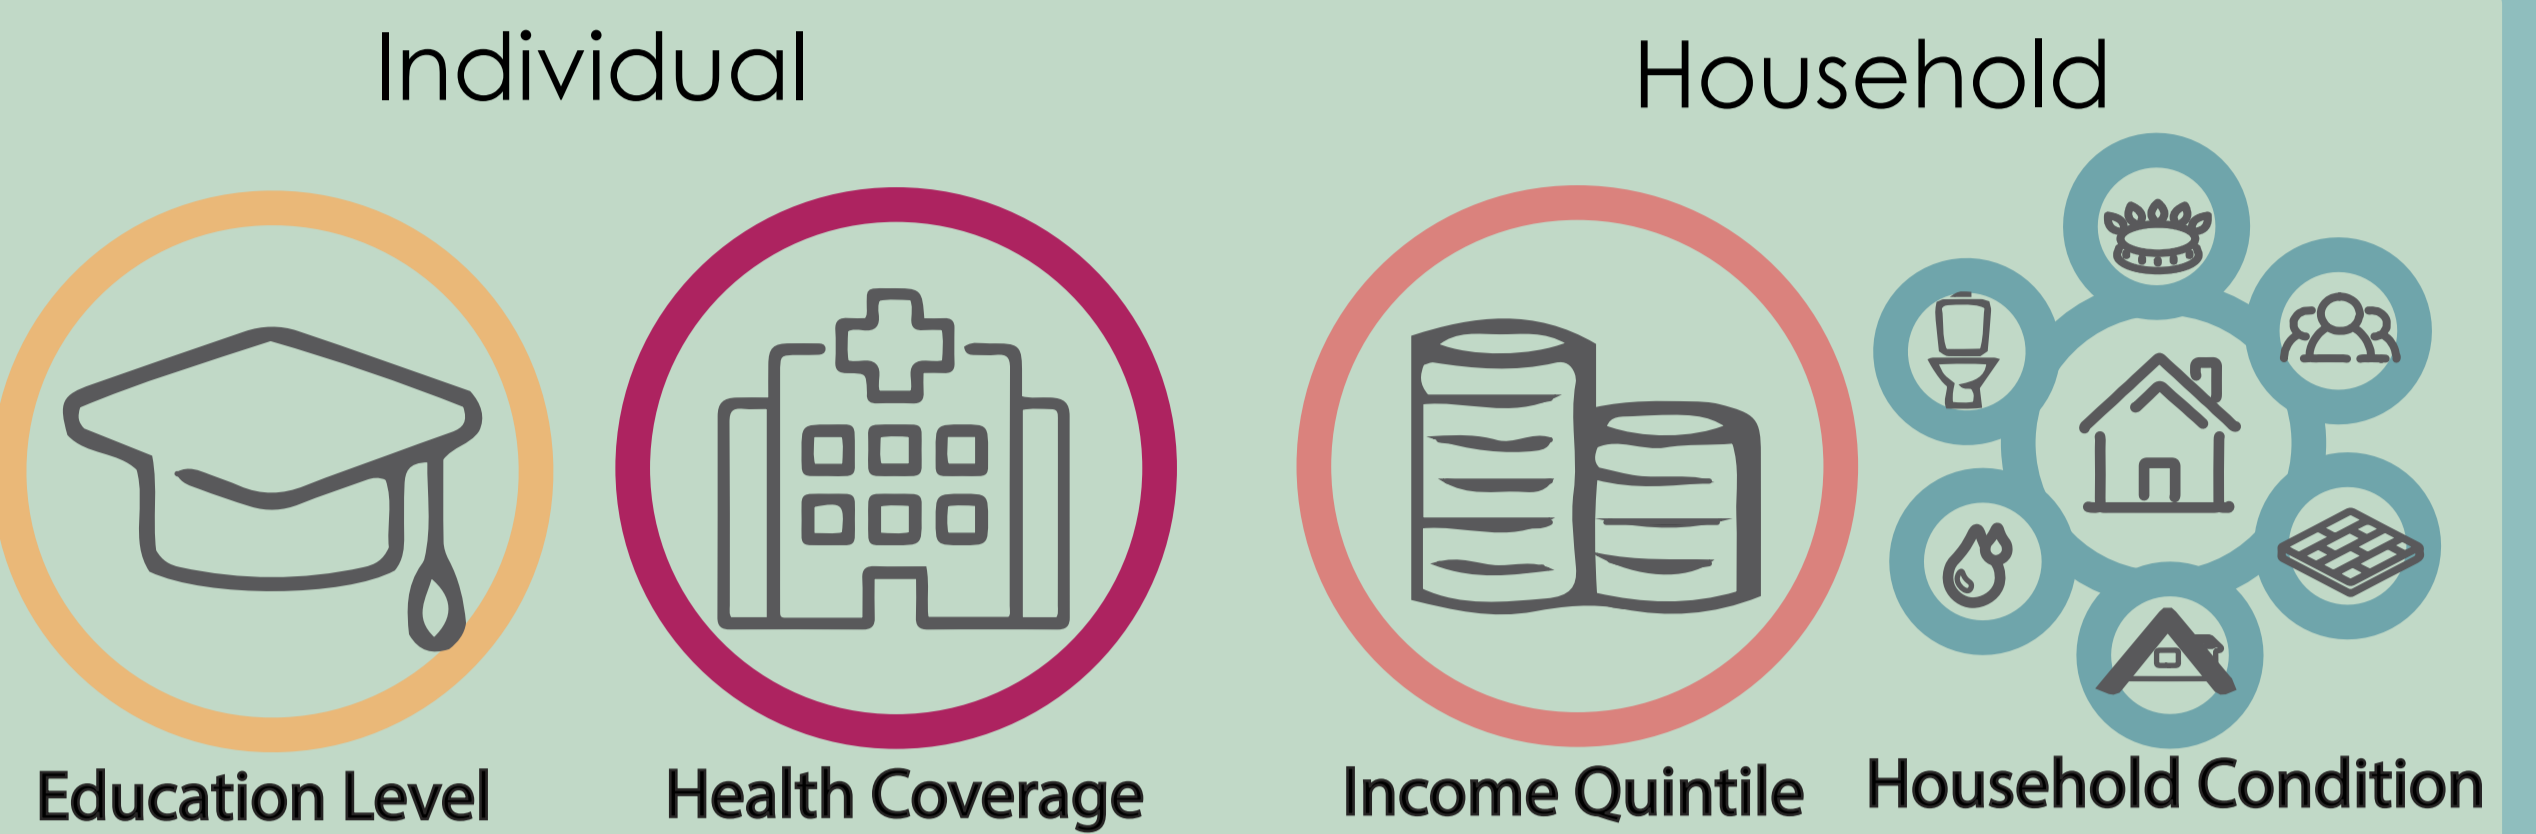 Individual
Household
Education Level
Health Coverage
Income Quintile
Household Condition